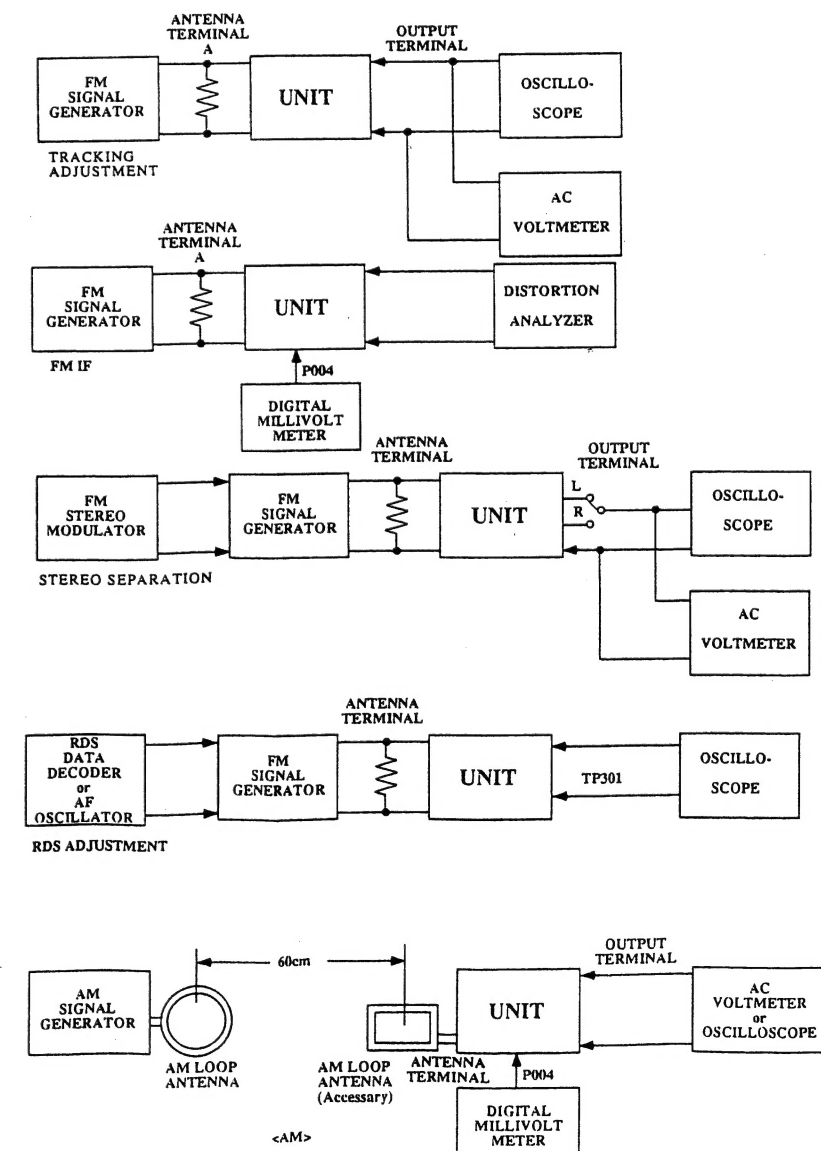 ANTENNA
TERMINAL
A
OUTPUT
TERMINAL
FM
SIGNAL
GENERATOR
UNIT
OSCILLO-
SCOPE
TRACKING
ADJUSTMENT
AC
VOLTMETER
ANTENNA
TERMINAL
A
FM
SIGNAL
GENERATOR
UNIT
DISTORTION
ANALYZER
FM IF
P004
DIGITAL
MILLIVOLT
METER
ANTENNA
TERMINAL
OUTPUT
TERMINAL
FM
STEREO
MODULATOR
FM
SIGNAL
GENERATOR
UNIT
L
R
OSCILLO-
SCOPE
STEREO SEPARATION
AC
VOLTMETER
ANTENNA
TERMINAL
RDS
DATA
DECODER
or
AF
OSCILLATOR
FM
SIGNAL
GENERATOR
UNIT
TP301
OSCILLO-
SCOPE
RDS ADJUSTMENT
60cm
OUTPUT
TERMINAL
AM
SIGNAL
GENERATOR
UNIT
AC
VOLTMETER
or
OSCILLOSCOPE
AM LOOP
ANTENNA
AM LOOP
ANTENNA
(Accessary)
ANTENNA
TERMINAL
P004
DIGITAL
MILLIVOLT
METER
<AM>